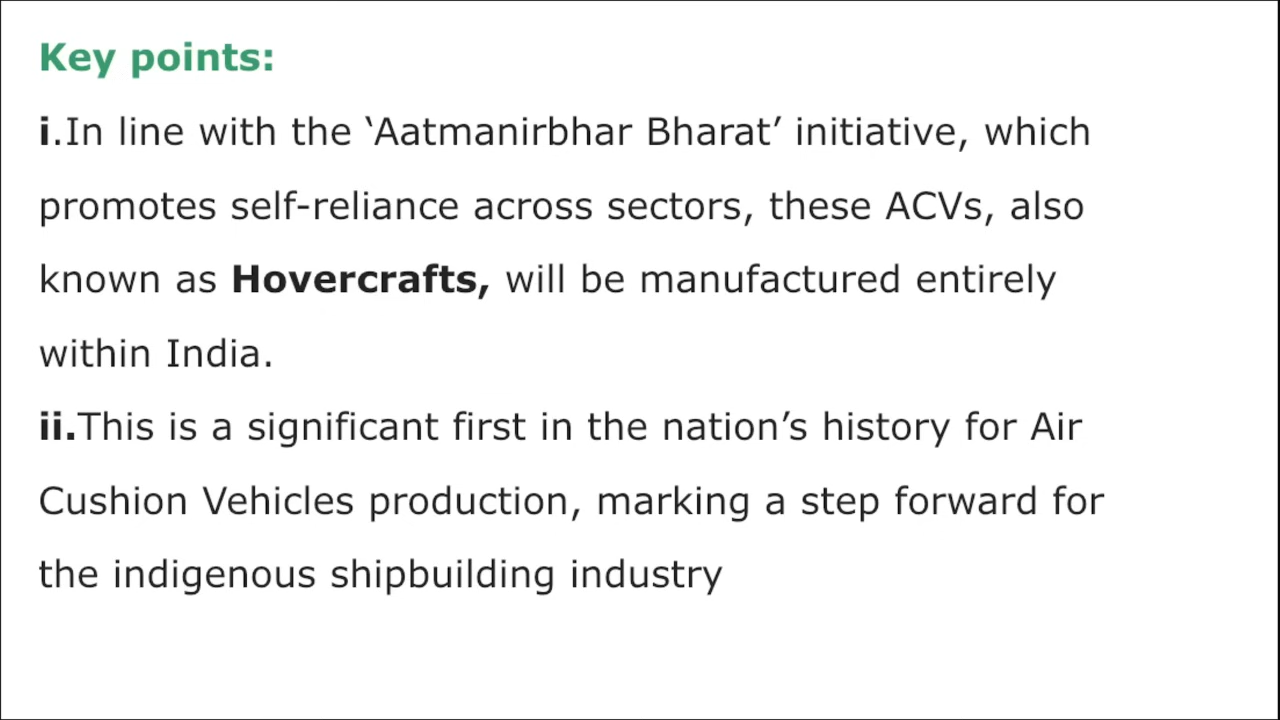 Key points:
i.In line with the ‘Aatmanirbhar Bharat’ initiative, which
promotes self-reliance across sectors, these ACVs, also
known as Hovercrafts, will be manufactured entirely
within India.
ii.This is a significant first in the nation’s history for Air
Cushion Vehicles production, marking a step forward for
the indigenous shipbuilding industry